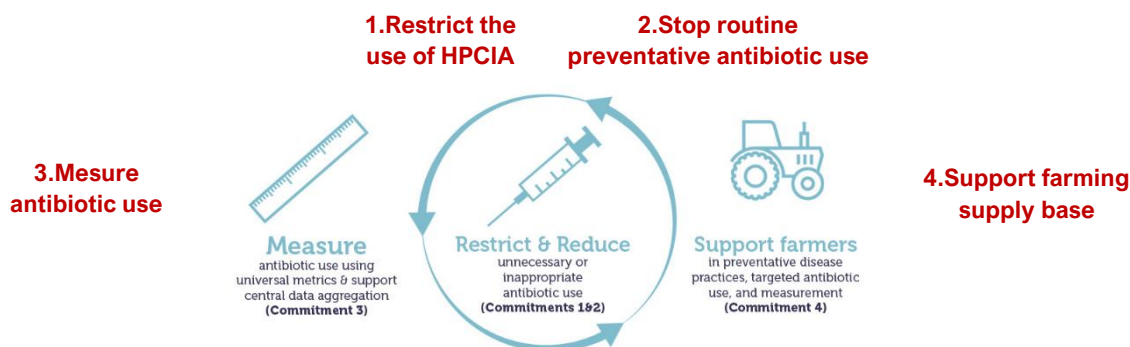 1.Restrict the
use of HPCIA
2.Stop routine
preventative antibiotic use
3.Mesure
antibiotic use
4.Support farming
supply base
Measure
antibiotic use using
universal metrics & support
central data aggregation
(Commitment 3)
Restrict & Reduce
unnecessary or
inappropriate
antibiotic use
(Commitments 1&2)
Support farmers
in preventative disease
practices, targeted antibiotic
use, and measurement
(Commitment 4)